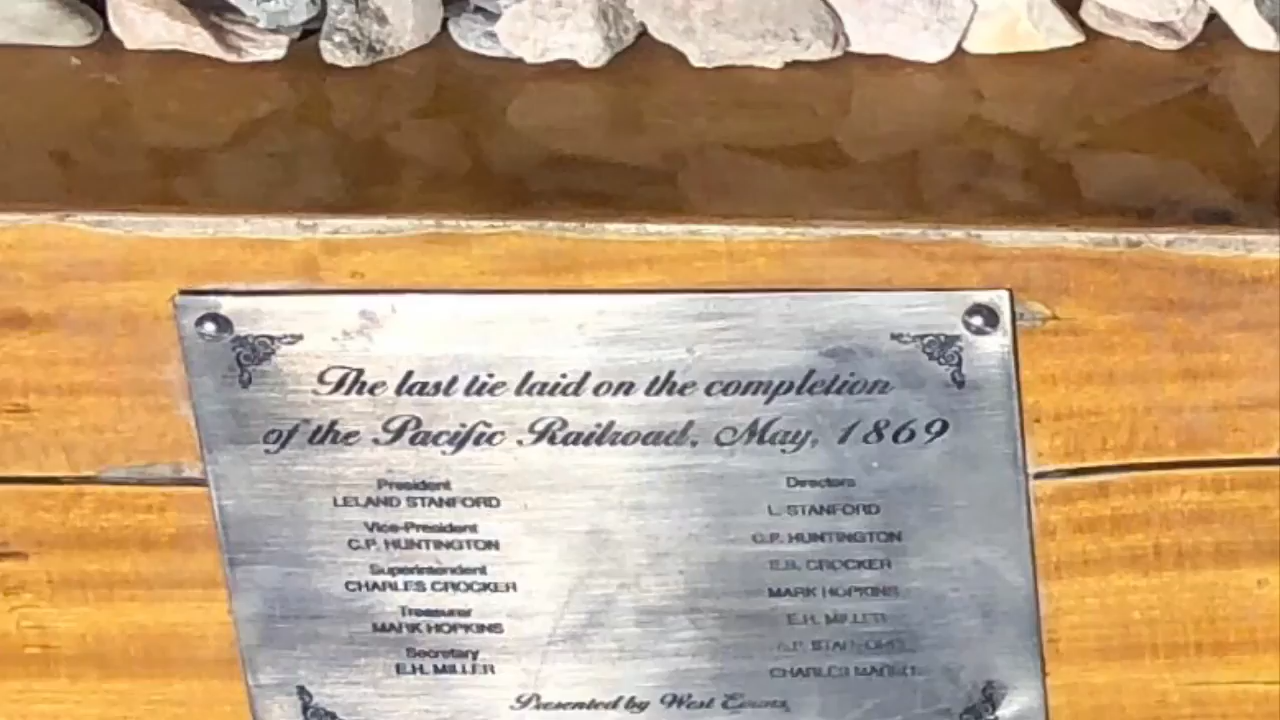 The last tie laid on the completion
of the Pacific Railroad, May, 1869
President
LELAND STANFORD
Vice-President
C.P. HUNTINGTON
Superintendent
CHARLES CROCKER
Treasurer
MARK HOPKINS
Secretary
E.H. MILLER
Directors
L. STANFORD
C.P. HUNTINGTON
E.B. CROCKER
MARK HOPKINS
E.H. MILLER
A.P. STANFORD
CHARLES
Presented by West Evans